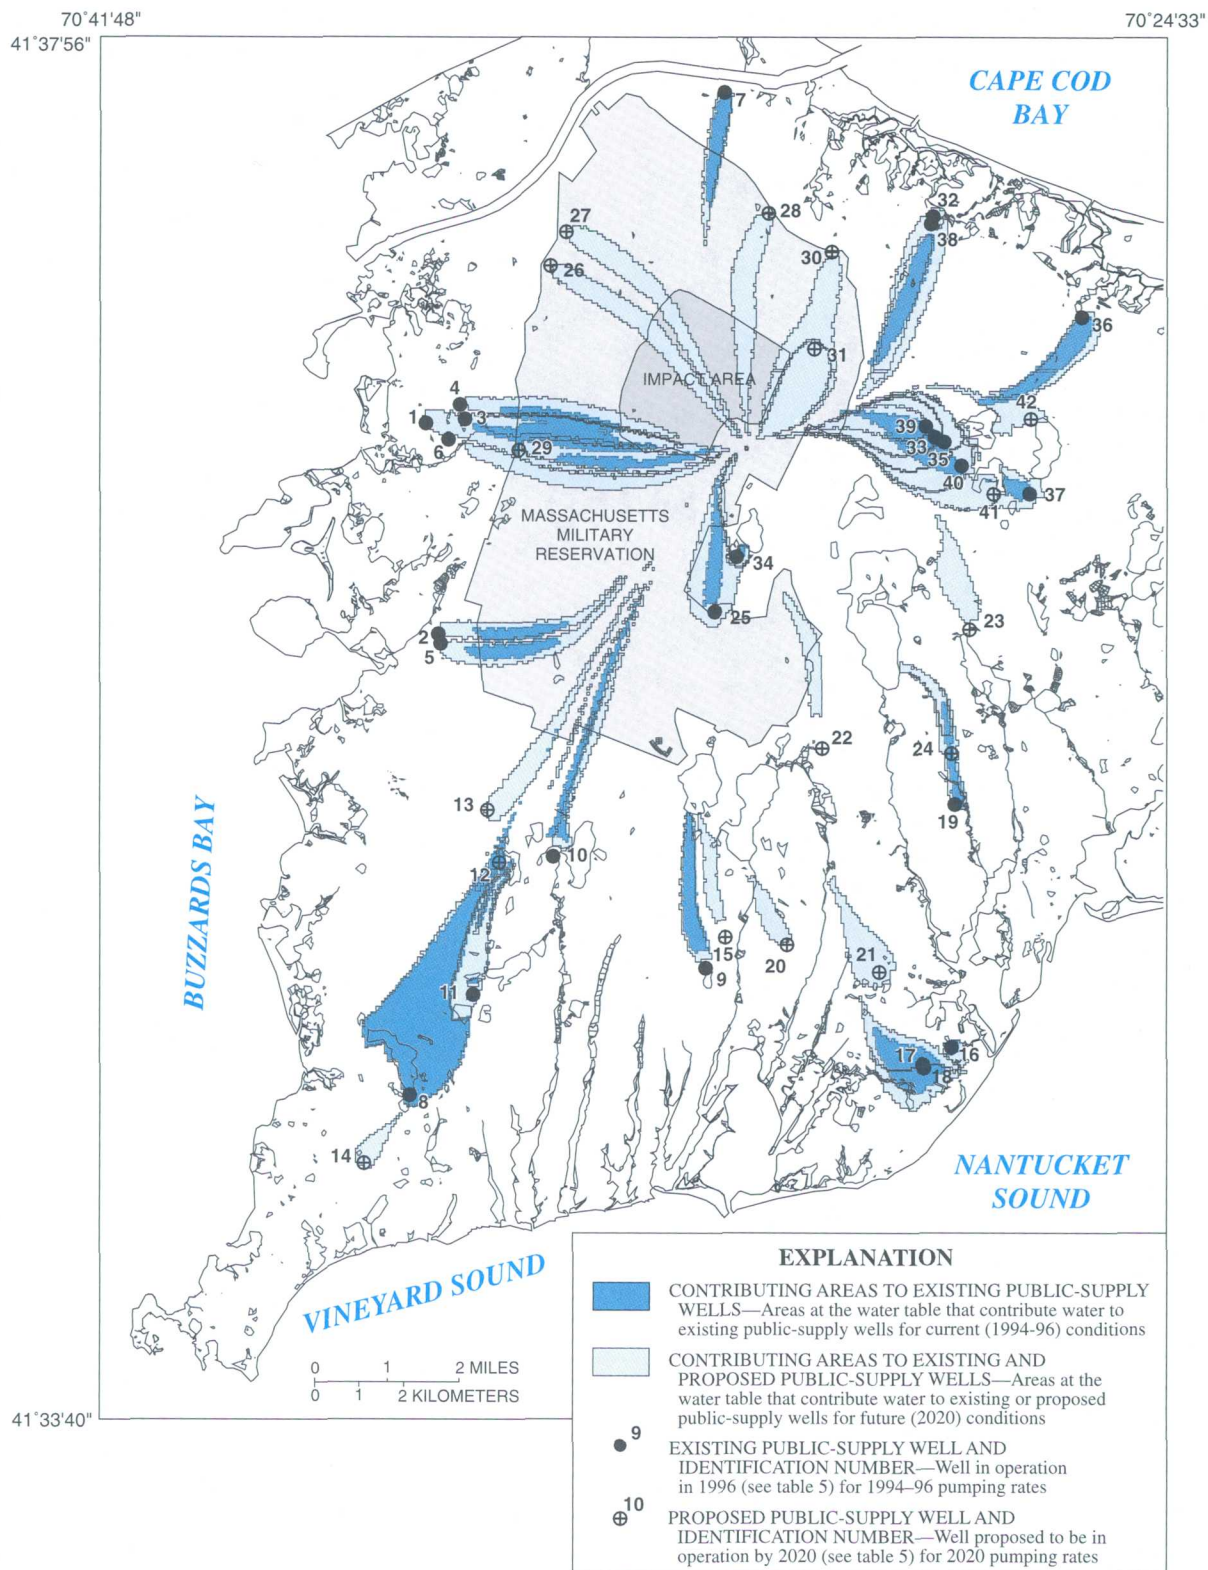 70°41'48"
70°24'33"
41°37'56"
CAPE COD
BAY
7
32
38
27
28
30
26
36
31
IMPACT AREA
4
42
1
3
39
33
6
29
35
40
41
37
MASSACHUSETTS
MILITARY
RESERVATION
34
25
23
2
5
22
24
13
19
BUZZARDS BAY
10
12
15
20
21
9
11
17
16
18
8
14
NANTUCKET
SOUND
VINEYARD SOUND
0 1 2 MILES
0 1 2 KILOMETERS
41°33'40"
EXPLANATION
CONTRIBUTING AREAS TO EXISTING PUBLIC-SUPPLY
WELLS—Areas at the water table that contribute water to
existing public-supply wells for current (1994-96) conditions
CONTRIBUTING AREAS TO EXISTING AND
PROPOSED PUBLIC-SUPPLY WELLS—Areas at the
water table that contribute water to existing or proposed
public-supply wells for future (2020) conditions
9
EXISTING PUBLIC-SUPPLY WELL AND
IDENTIFICATION NUMBER—Well in operation
in 1996 (see table 5) for 1994–96 pumping rates
10
PROPOSED PUBLIC-SUPPLY WELL AND
IDENTIFICATION NUMBER—Well proposed to be in
operation by 2020 (see table 5) for 2020 pumping rates